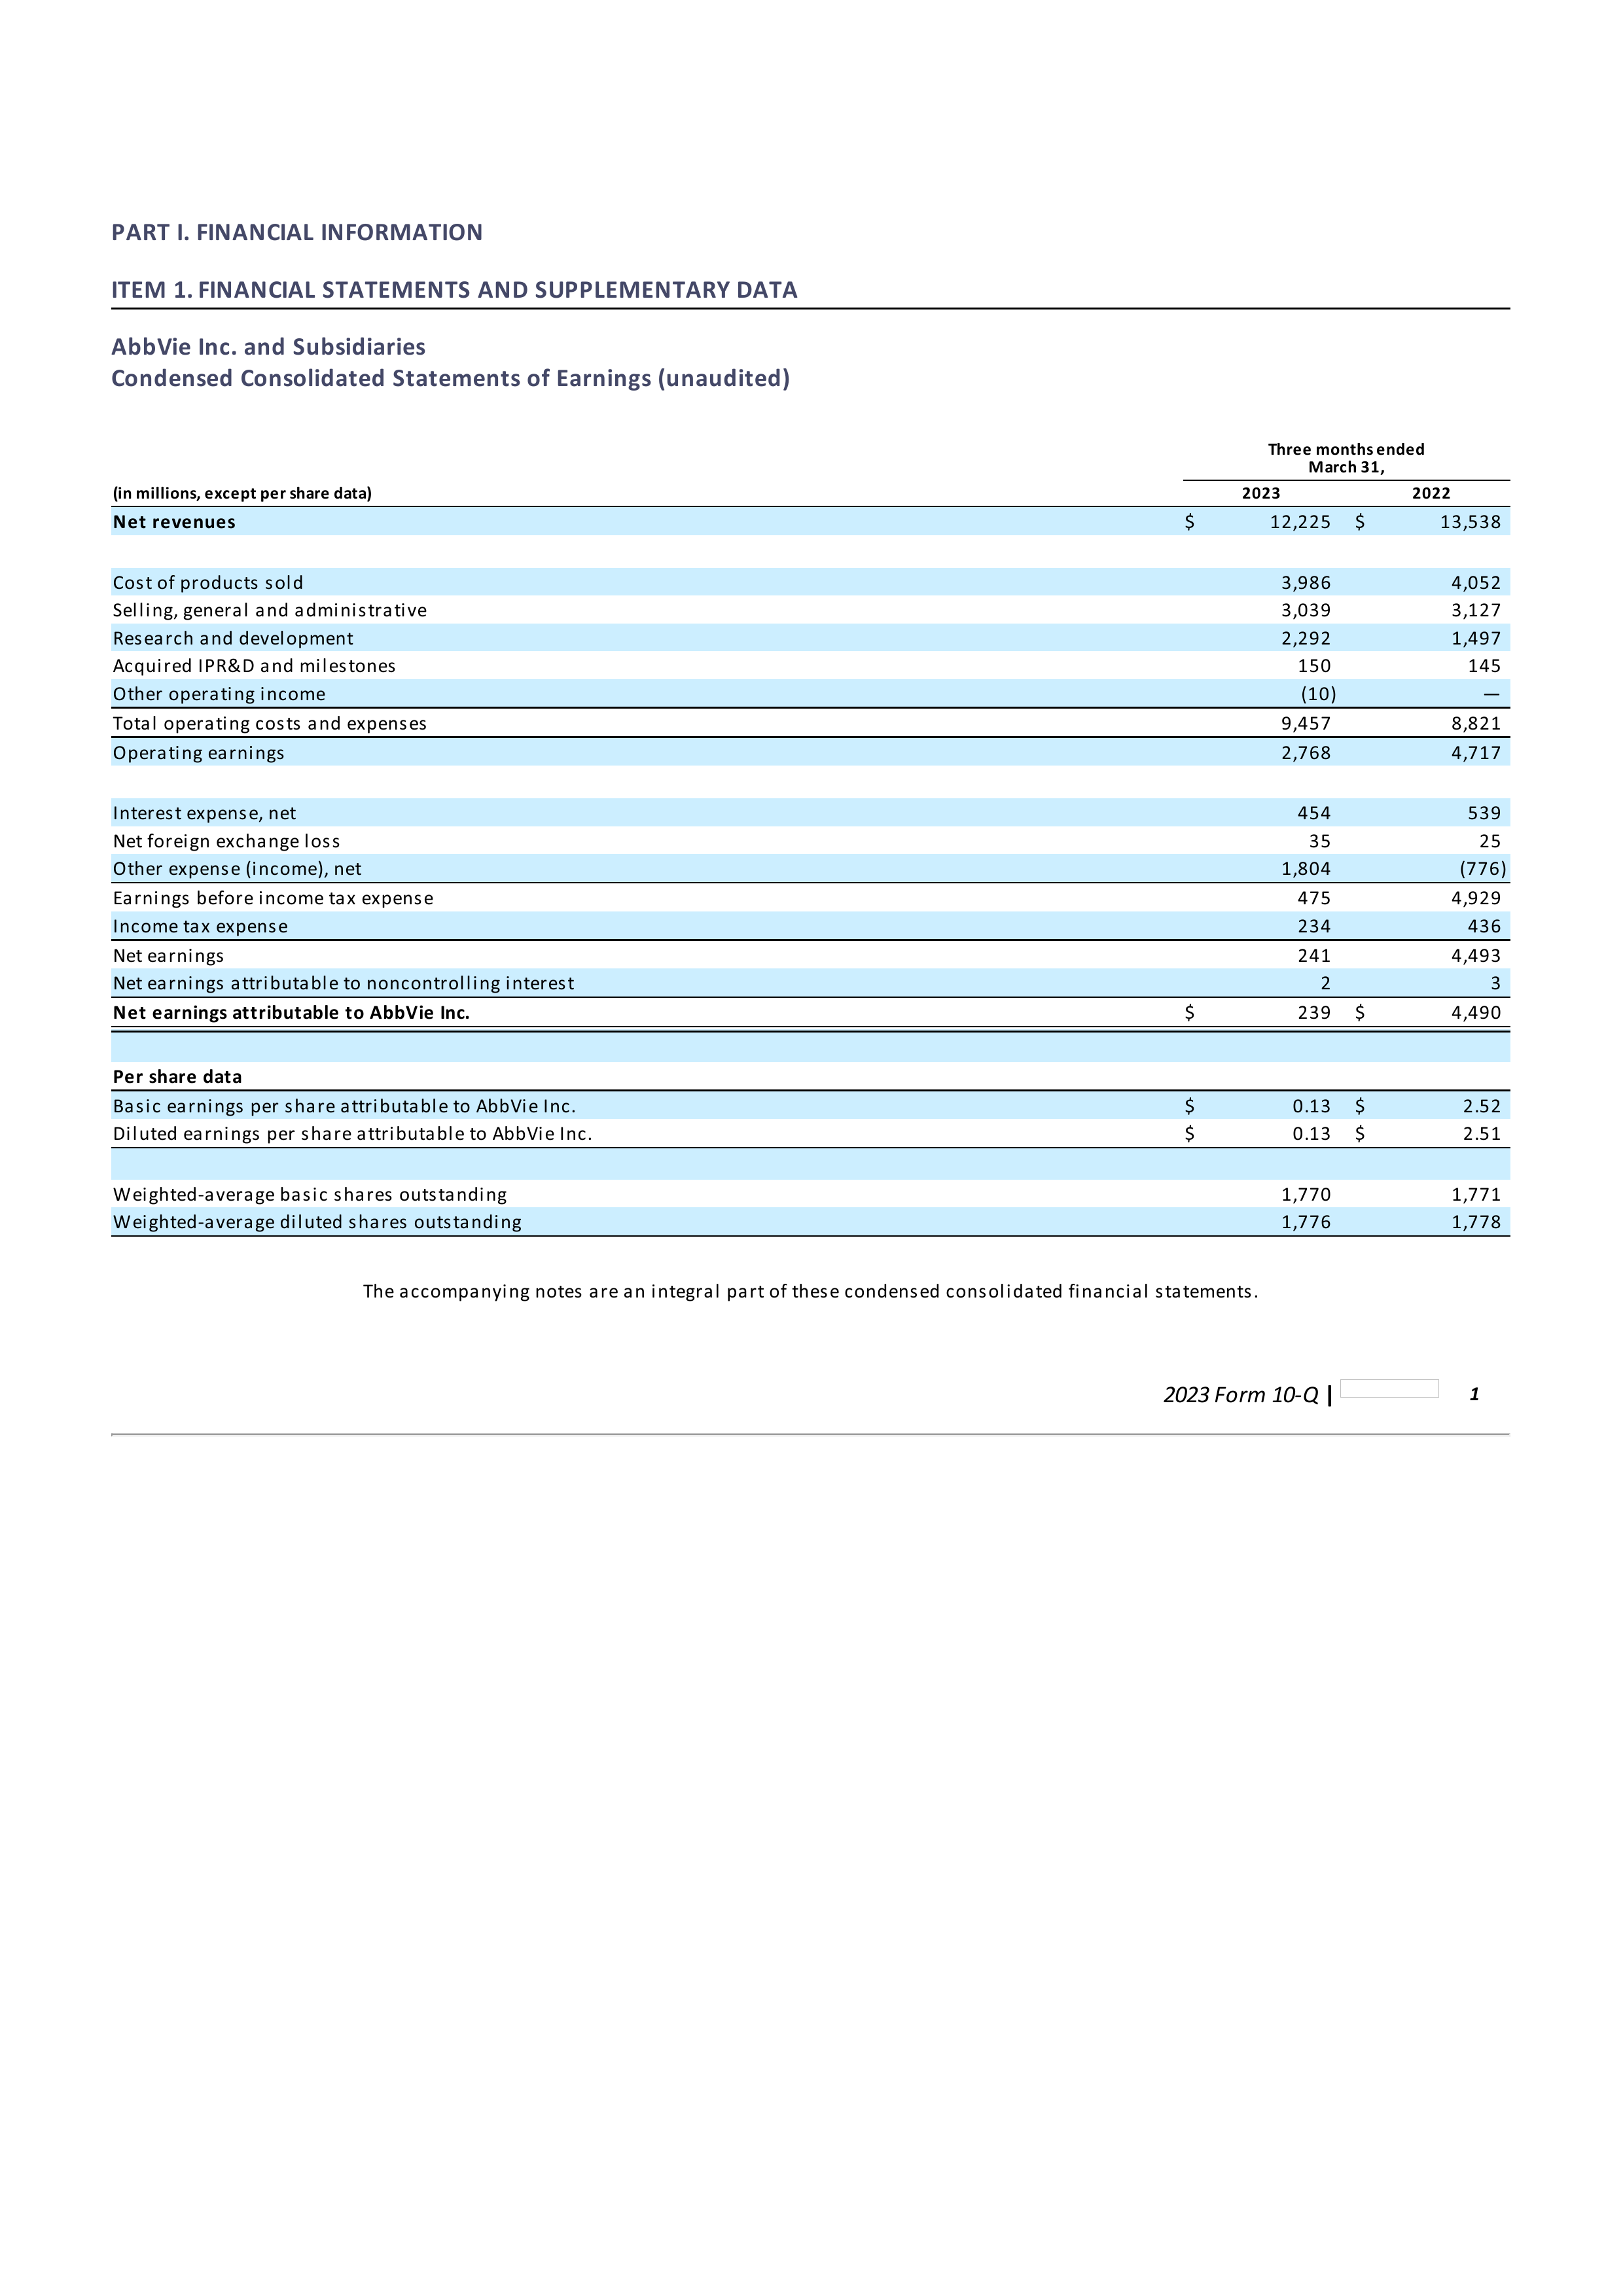 PART I. FINANCIAL INFORMATION
ITEM 1. FINANCIAL STATEMENTS AND SUPPLEMENTARY DATA
AbbVie Inc. and Subsidiaries
Condensed Consolidated Statements of Earnings (unaudited)
Three months ended
March 31,
(in millions, except per share data) 2023 2022
Net revenues $ 12,225 $ 13,538
Cost of products sold 3,986 4,052
Selling, general and administrative 3,039 3,127
Research and development 2,292 1,497
Acquired IPR&D and milestones 150 145
Other operating income (10) —
Total operating costs and expenses 9,457 8,821
Operating earnings 2,768 4,717
Interest expense, net 454 539
Net foreign exchange loss 35 25
Other expense (income), net 1,804 (776)
Earnings before income tax expense 475 4,929
Income tax expense 234 436
Net earnings 241 4,493
Net earnings attributable to noncontrolling interest 2 3
Net earnings attributable to AbbVie Inc. $ 239 $ 4,490
Per share data
Basic earnings per share attributable to AbbVie Inc. $ 0.13 $ 2.52
Diluted earnings per share attributable to AbbVie Inc. $ 0.13 $ 2.51
Weighted-average basic shares outstanding 1,770 1,771
Weighted-average diluted shares outstanding 1,776 1,778
The accompanying notes are an integral part of these condensed consolidated financial statements.
2023 Form 10-Q | 1